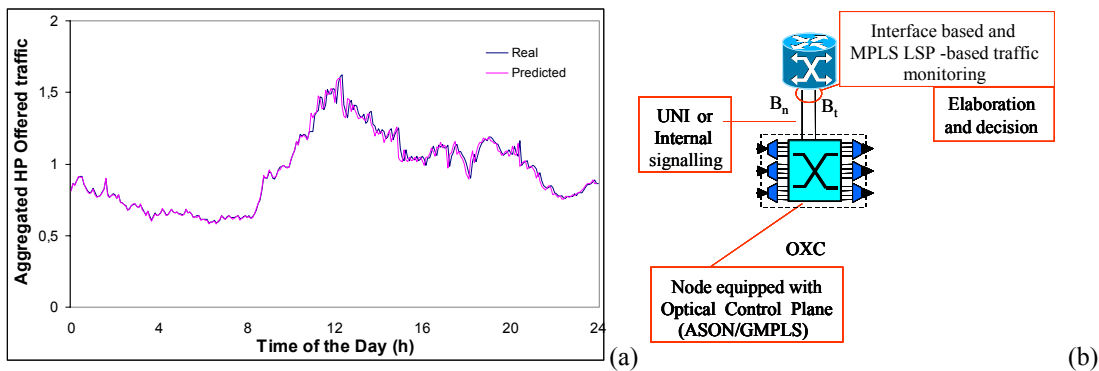 2
1,5
1
0,5
0
0
4
8
12
16
20
24
Aggregated HP Offered traffic
Time of the Day (h)
Real
Predicted
(a)
Interface based and
MPLS LSP -based traffic
monitoring
Bn
Bt
Elaboration
and decision
UNI or
Internal
signalling
OXC
Node equipped with
Optical Control Plane
(ASON/GMPLS)
(b)